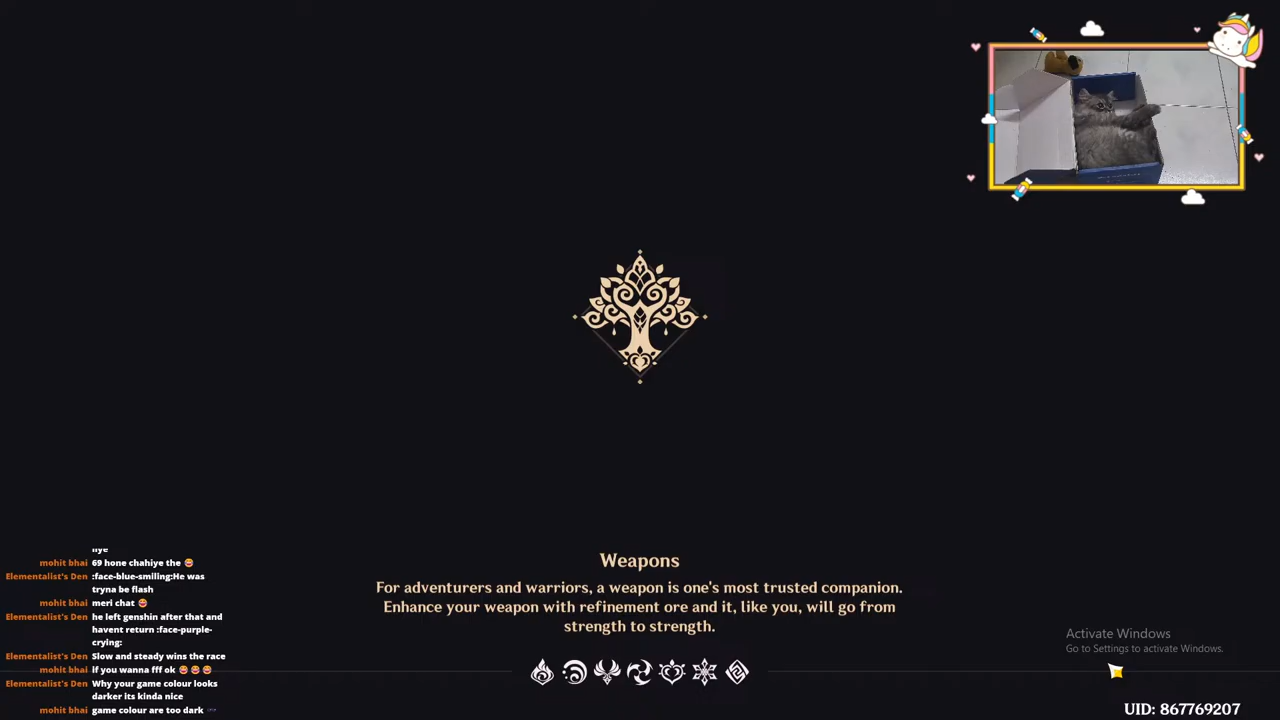 mohit bhai 69 hone chahiye the
Elementalist's Den :face-blue-smiling:He was
tryna be flash
mohit bhai meri chat
Elementalist's Den he left genshin after that and
havent return :face-purple-
crying:
Elementalist's Den Slow and steady wins the race
mohit bhai if you wanna fff ok
Elementalist's Den Why your game colour looks
darker its kinda nice
mohit bhai game colour are too dark
Weapons
For adventurers and warriors, a weapon is one's most trusted companion.
Enhance your weapon with refinement ore and it, like you, will go from
strength to strength.
Activate Windows
Go to Settings to activate Windows.
UID: 867769207